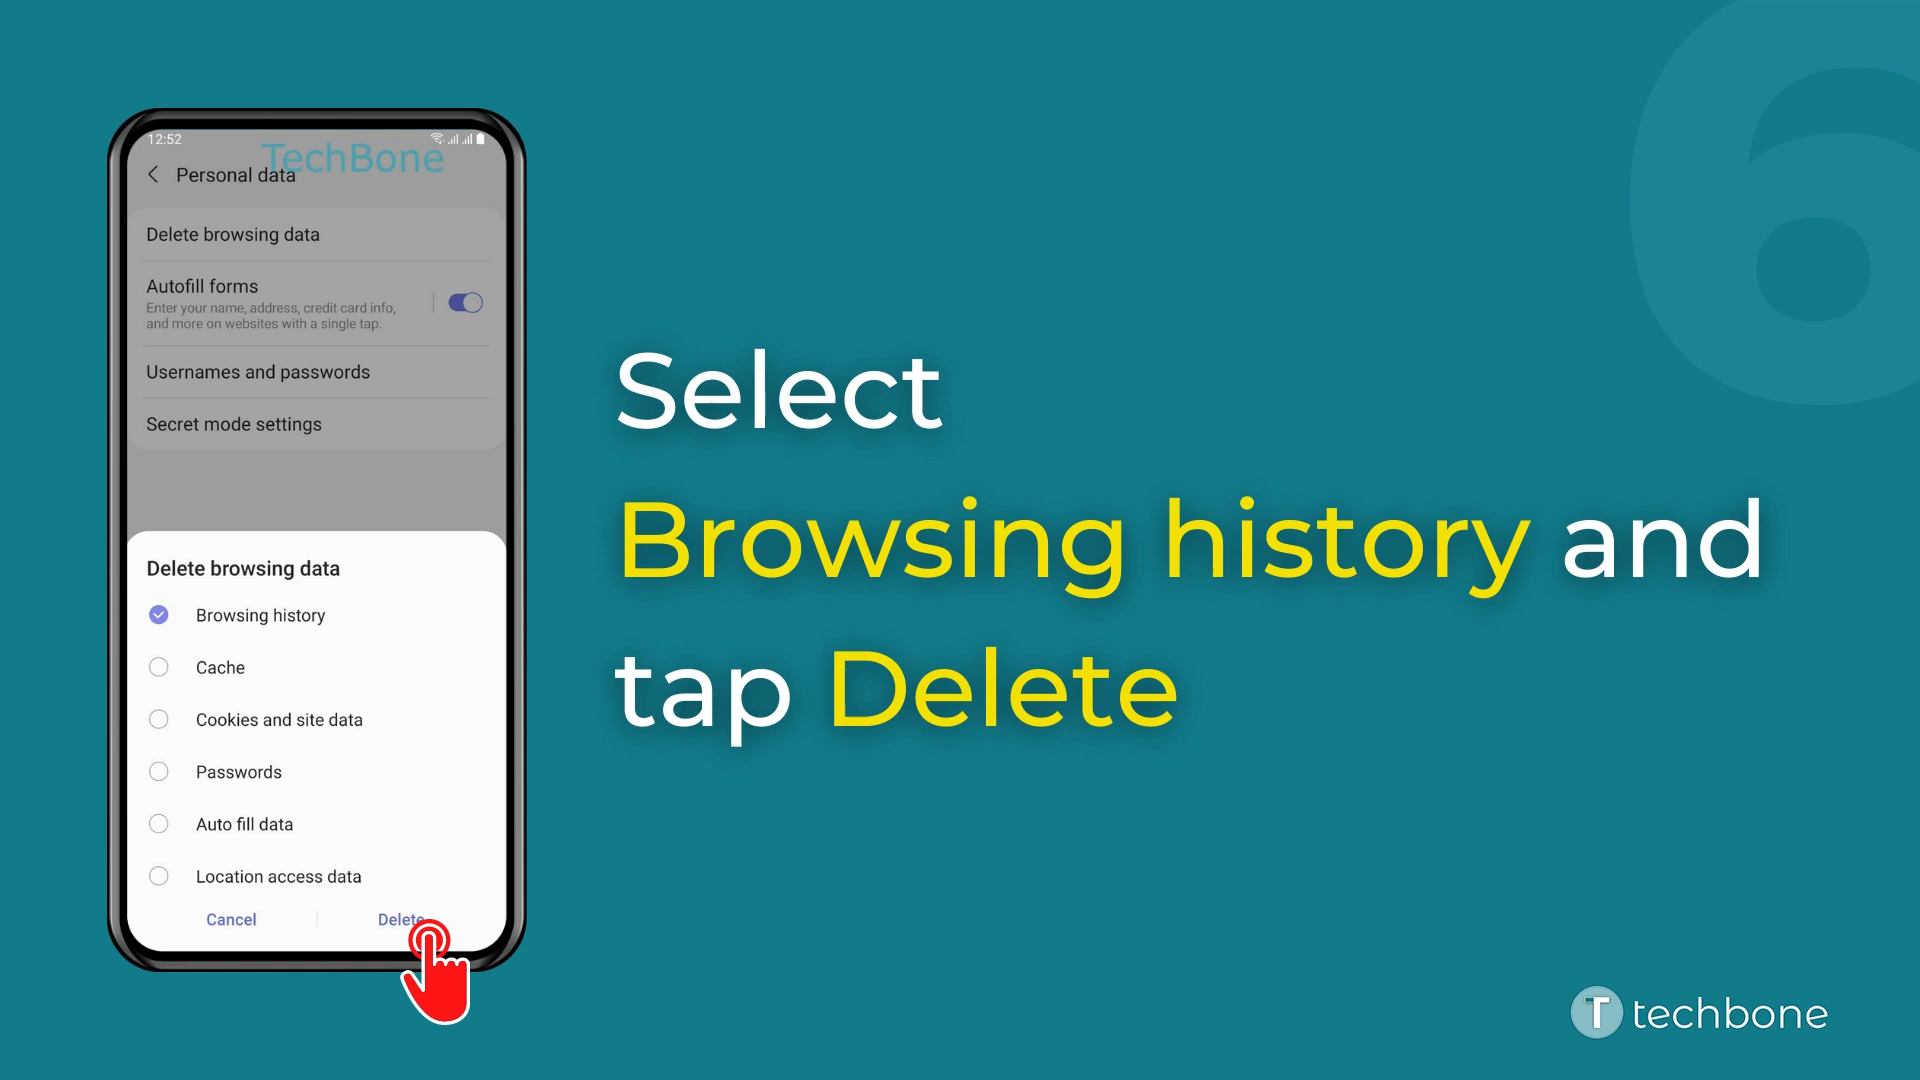 6
12:52
TechBone
Personal data
Delete browsing data
Autofill forms
Enter your name, address, credit card info,
and more on websites with a single tap.
Usernames and passwords
Secret mode settings
Delete browsing data
Browsing history
Cache
Cookies and site data
Passwords
Auto fill data
Location access data
Cancel
Delete
Select
Browsing history and
tap Delete
T techbone